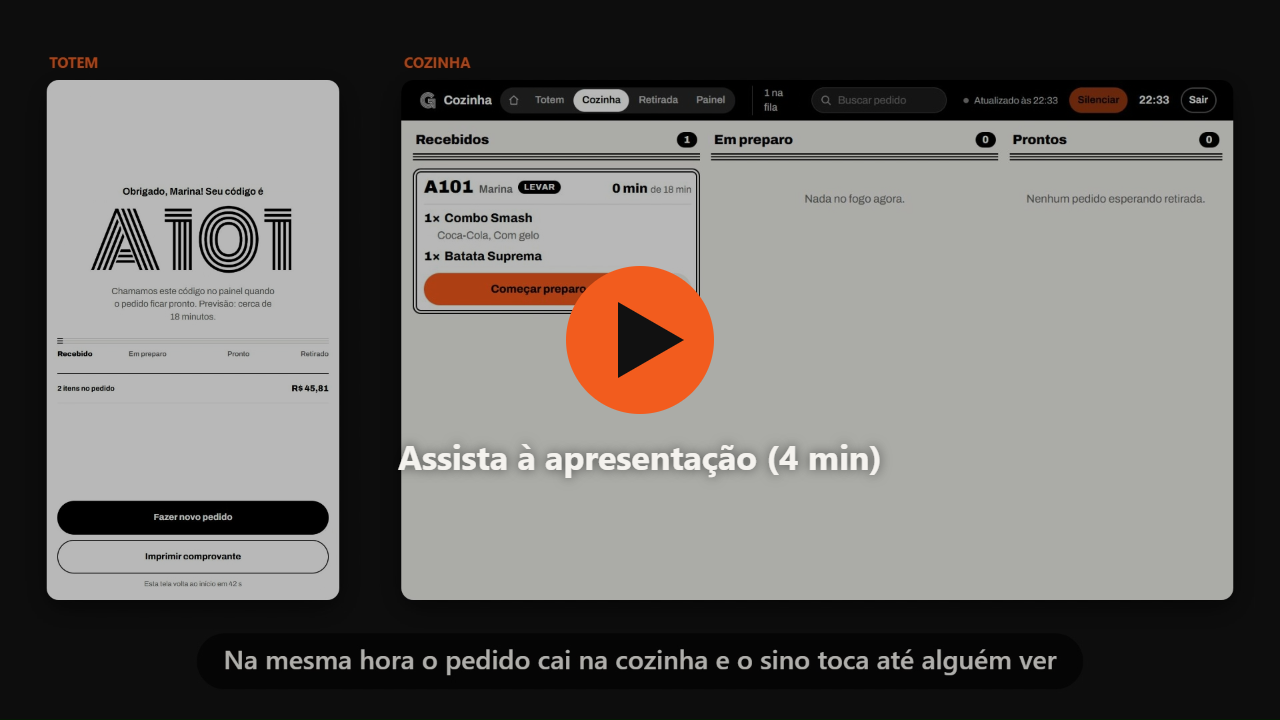 TOTEM
Obrigado, Marina! Seu código é
A101
Chamamos este código no painel quando
o pedido ficar pronto. Previsão: cerca de
18 minutos.
Recebido Em preparo Pronto Retirado
2 itens no pedido R$ 45,81
Fazer novo pedido
Imprimir comprovante
Esta tela volta ao início em 42 s
COZINHA
G Cozinha Totem Cozinha Retirada Painel 1 na
fila
Buscar pedido Atualizado às 22:33 Silenciar 22:33 Sair
Recebidos 1
A101 Marina LEVAR 0 min de 18 min
1× Combo Smash
Coca-Cola, Com gelo
1× Batata Suprema
Começar preparo
Em preparo 0
Nada no fogo agora.
Prontos 0
Nenhum pedido esperando retirada.
Assista à apresentação (4 min)
Na mesma hora o pedido cai na cozinha e o sino toca até alguém ver